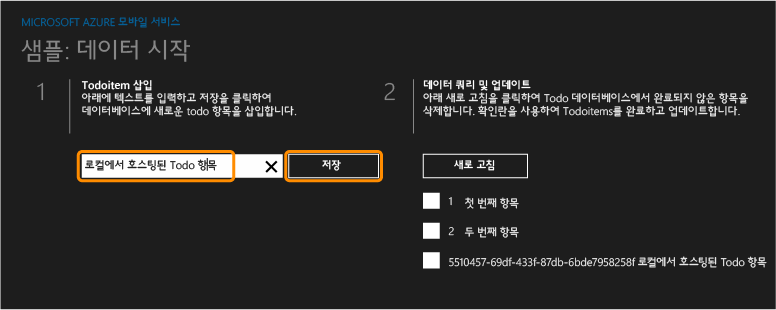 MICROSOFT AZURE 모바일 서비스
샘플: 데이터 시작
1
Todoitem 삽입
아래에 텍스트를 입력하고 저장을 클릭하여
데이터베이스에 새로운 todo 항목을 삽입합니다.
로컬에서 호스팅된 Todo 항목
저장
2
데이터 쿼리 및 업데이트
아래 새로 고침을 클릭하여 Todo 데이터베이스에서 완료되지 않은 항목을
삭제합니다. 확인란을 사용하여 Todoitems를 완료하고 업데이트합니다.
새로 고침
1 첫 번째 항목
2 두 번째 항목
5510457-69df-433f-87db-6bde7958258f 로컬에서 호스팅된 Todo 항목